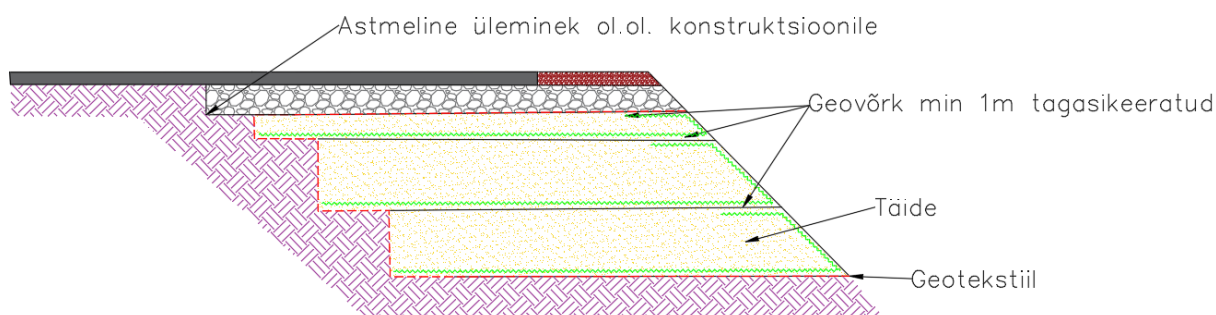 Astmeline üleminek ol.ol. konstruktsioonile
Geovõrk min 1m tagasikeeratud
Täide
Geotekstiil